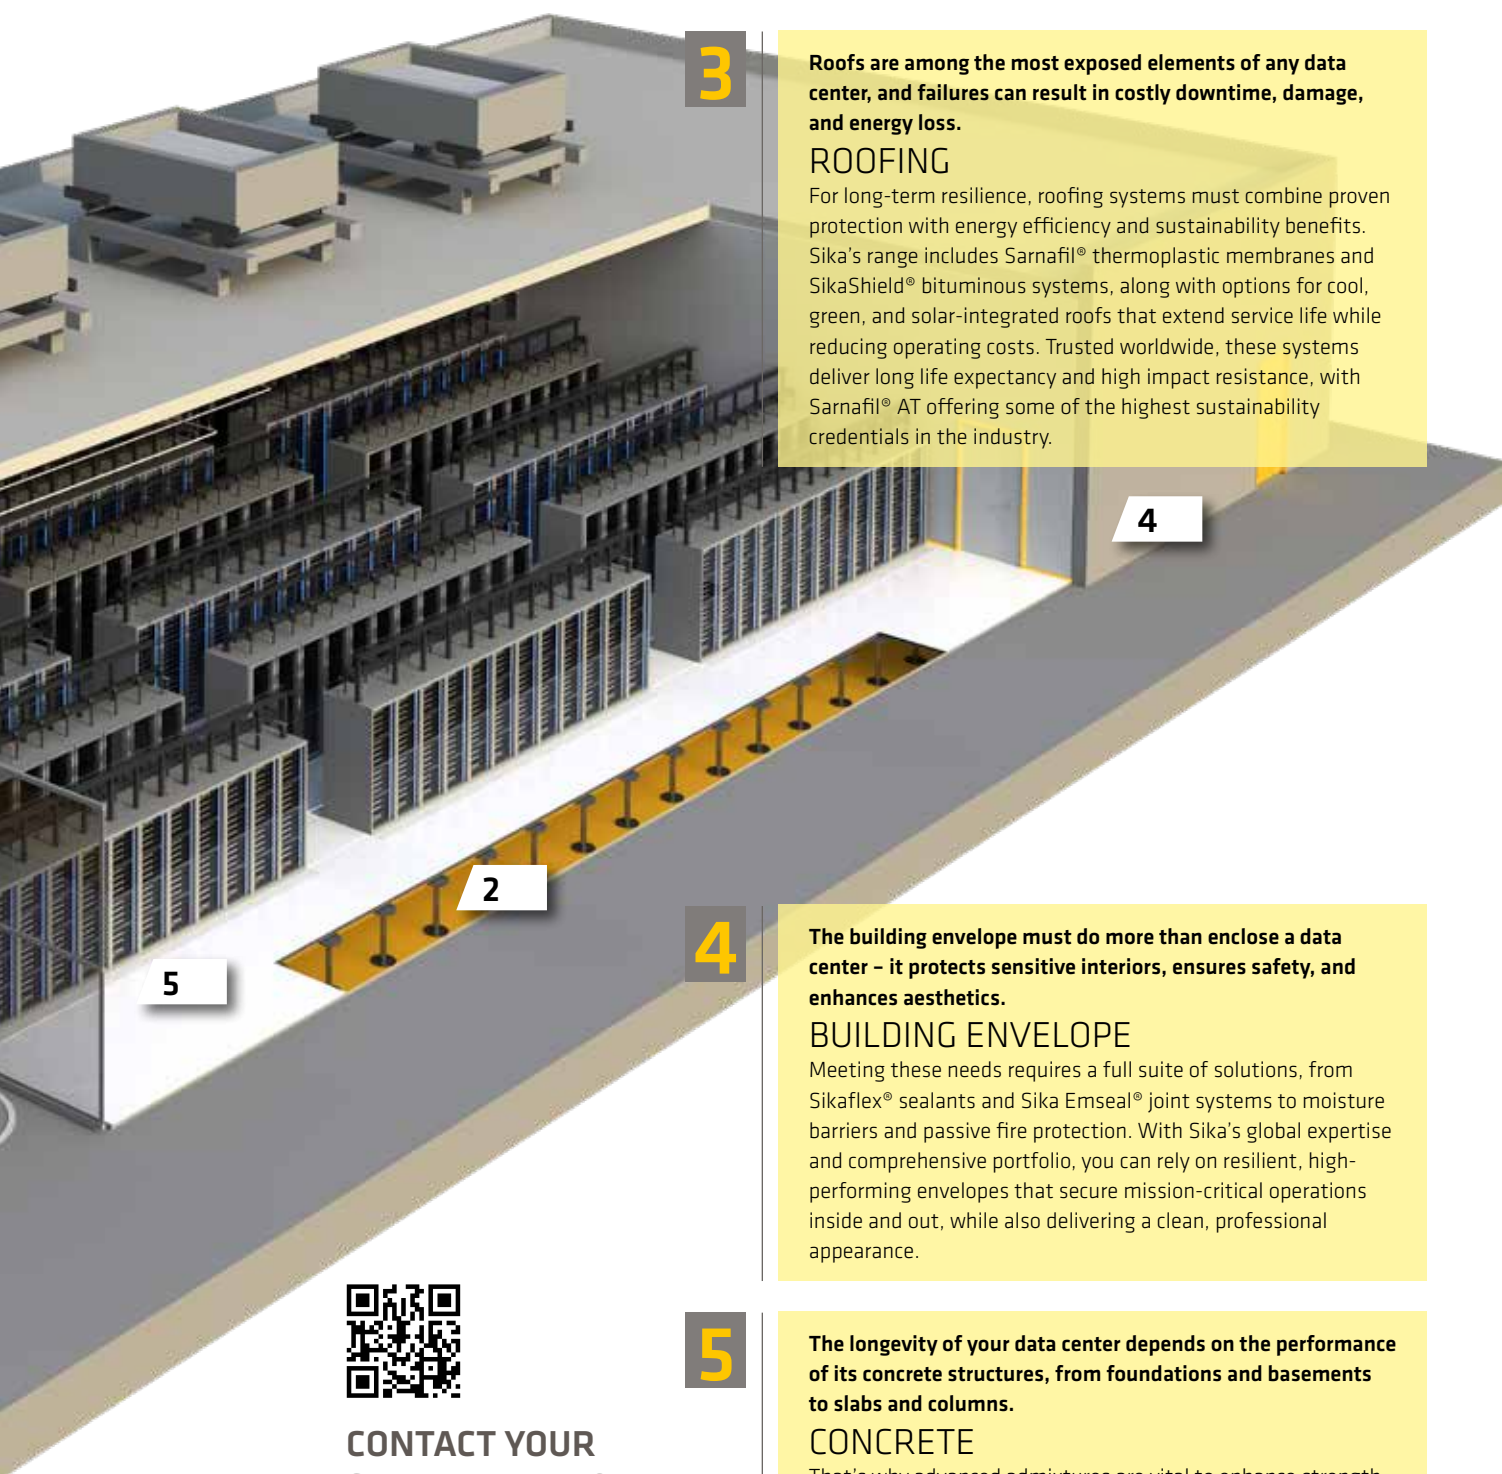 3
Roofs are among the most exposed elements of any data
center, and failures can result in costly downtime, damage,
and energy loss.
ROOFING
For long-term resilience, roofing systems must combine proven
protection with energy efficiency and sustainability benefits.
Sika’s range includes Sarnafil® thermoplastic membranes and
SikaShield® bituminous systems, along with options for cool,
green, and solar-integrated roofs that extend service life while
reducing operating costs. Trusted worldwide, these systems
deliver long life expectancy and high impact resistance, with
Sarnafil® AT offering some of the highest sustainability
credentials in the industry.
4
2
5
4
The building envelope must do more than enclose a data
center – it protects sensitive interiors, ensures safety, and
enhances aesthetics.
BUILDING ENVELOPE
Meeting these needs requires a full suite of solutions, from
Sikaflex® sealants and Sika Emseal® joint systems to moisture
barriers and passive fire protection. With Sika’s global expertise
and comprehensive portfolio, you can rely on resilient, high-
performing envelopes that secure mission-critical operations
inside and out, while also delivering a clean, professional
appearance.
CONTACT YOUR
5
The longevity of your data center depends on the performance
of its concrete structures, from foundations and basements
to slabs and columns.
CONCRETE
That’s why advanced admixtures are vital to enhance strength